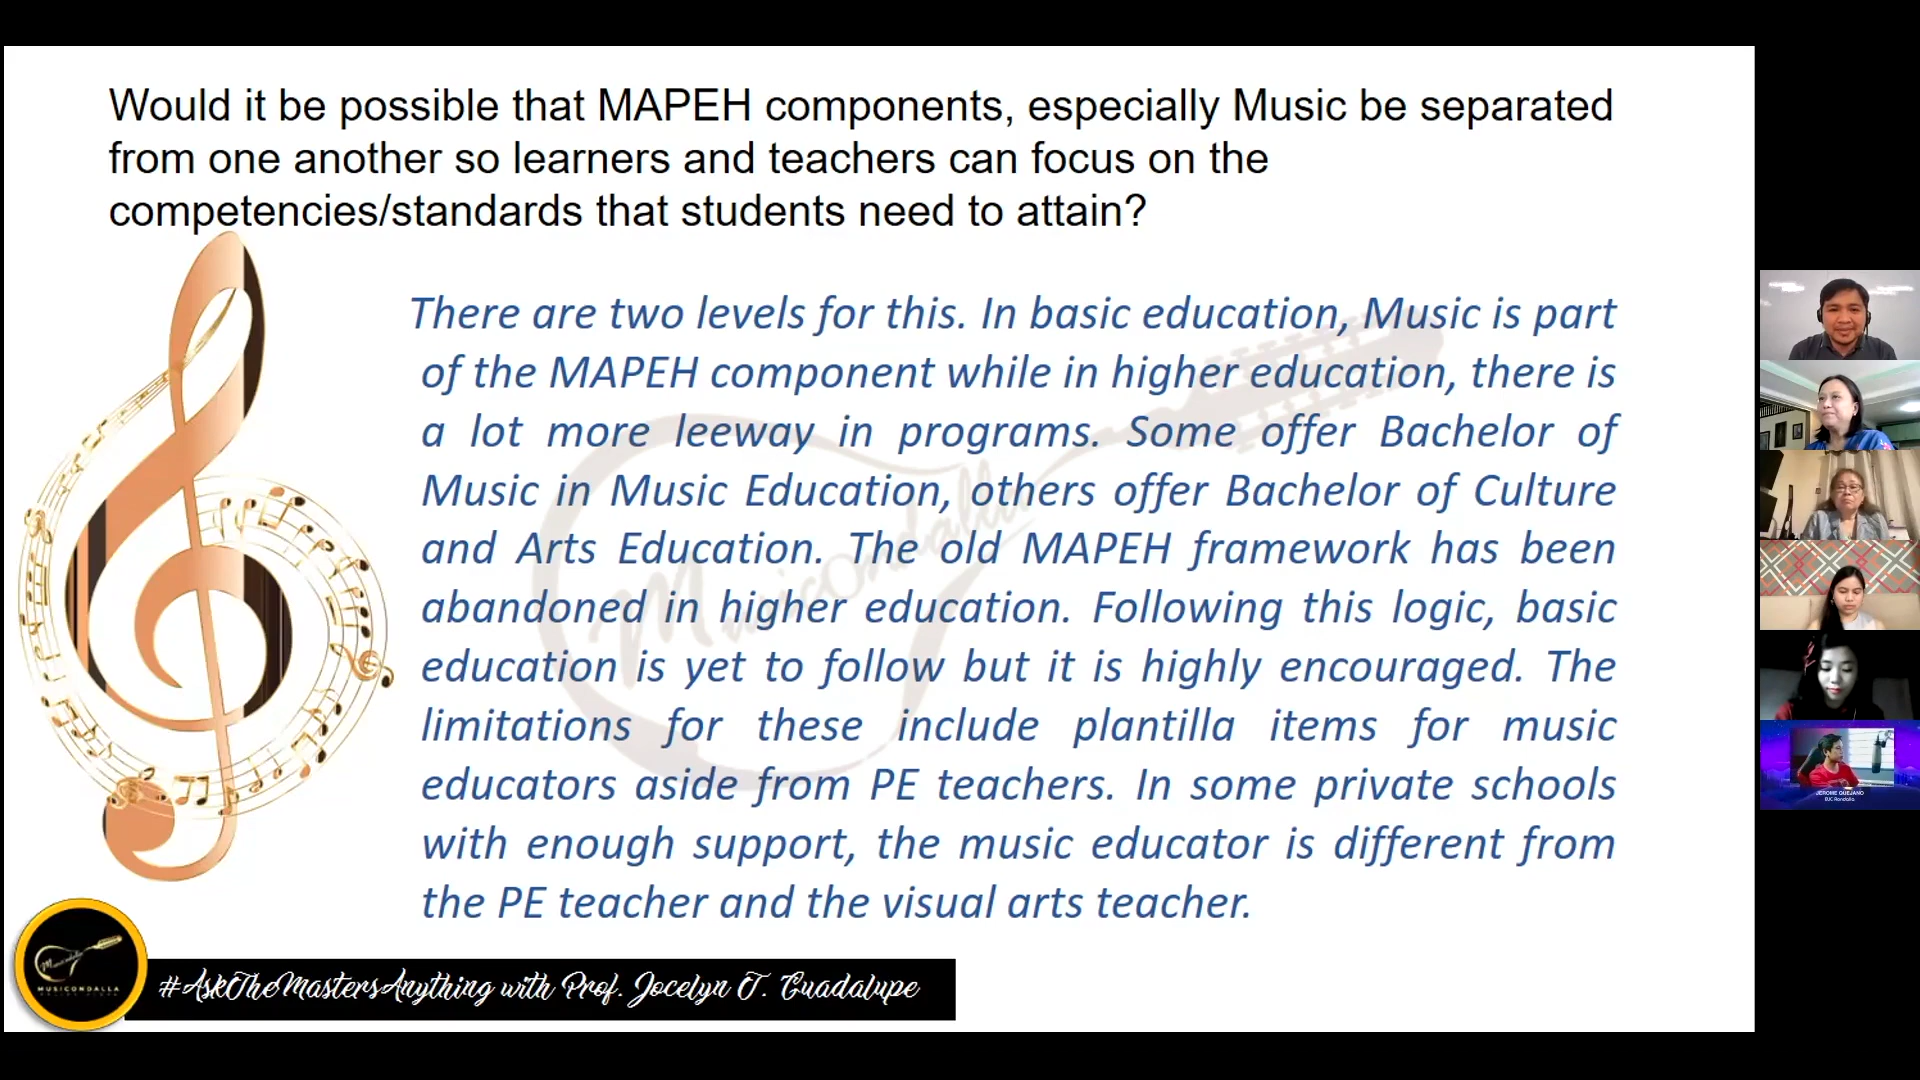 Would it be possible that MAPEH components, especially Music be separated
from one another so learners and teachers can focus on the
competencies/standards that students need to attain?
There are two levels for this. In basic education, Music is part
of the MAPEH component while in higher education, there is
a lot more leeway in programs. Some offer Bachelor of
Music in Music Education, others offer Bachelor of Culture
and Arts Education. The old MAPEH framework has been
abandoned in higher education. Following this logic, basic
education is yet to follow but it is highly encouraged. The
limitations for these include plantilla items for music
educators aside from PE teachers. In some private schools
with enough support, the music educator is different from
the PE teacher and the visual arts teacher.
Musicondalla
MUSICONDALLA
#AskTheMastersAnything with Prof. Jocelyn T. Guadalupe
JEROME QUEJANO
Rondalla